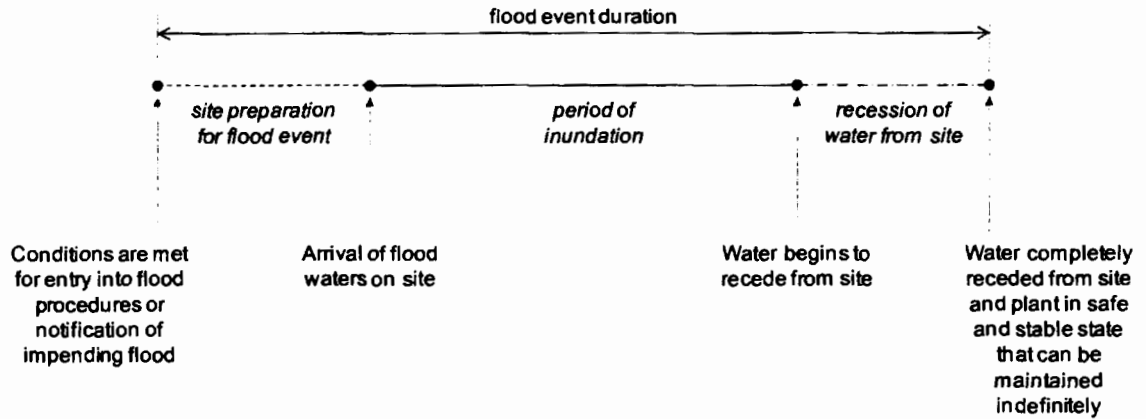 flood event duration
site preparation
for flood event
period of
inundation
recession of
water from site
Conditions are met
for entry into flood
procedures or
notification of
impending flood
Arrival of flood
waters on site
Water begins to
recede from site
Water completely
receded from site
and plant in safe
and stable state
that can be
maintained
indefinitely